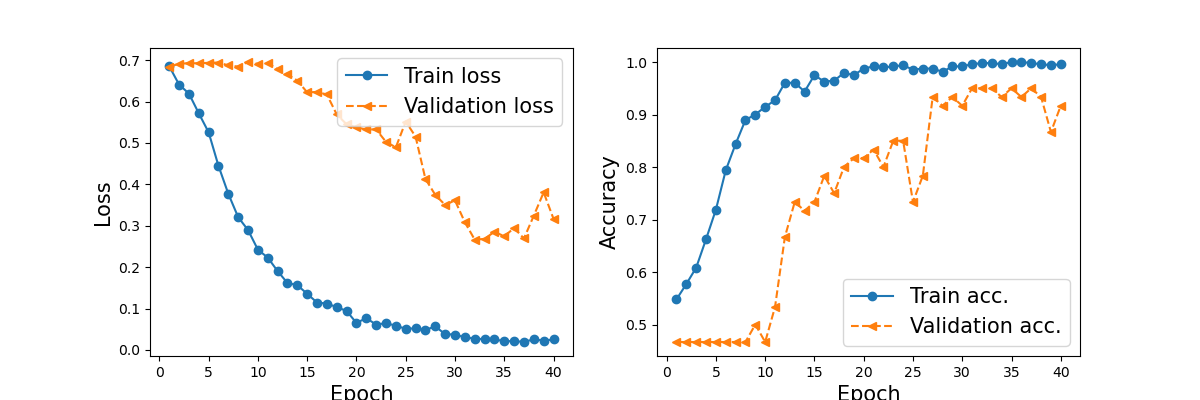 0.7
0.6
0.5
0.4
0.3
0.2
0.1
0.0
Loss
0 5 10 15 20 25 30 35 40
Epoch
Train loss
Validation loss
1.0
0.9
0.8
0.7
0.6
0.5
Accuracy
0 5 10 15 20 25 30 35 40
Epoch
Train acc.
Validation acc.